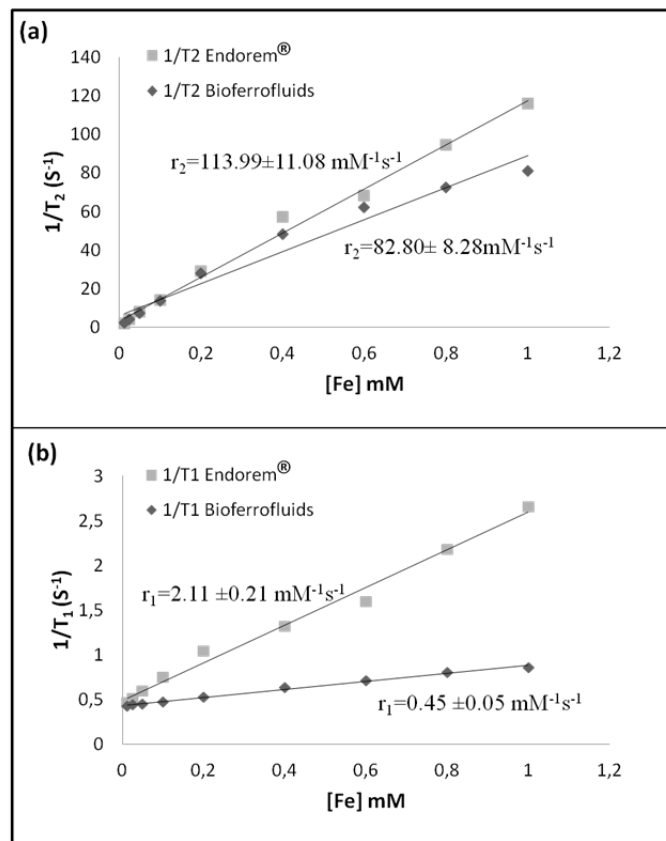 (a)
140
120
100
80
60
40
20
0
1/T2 Endorem®
1/T2 Bioferrofluids
r₂=113.99±11.08 mM⁻¹s⁻¹
r₂=82.80± 8.28mM⁻¹s⁻¹
1/T₂ (S⁻¹)
0 0,2 0,4 0,6 0,8 1 1,2
[Fe] mM
(b)
3
2,5
2
1,5
1
0,5
0
1/T1 Endorem®
1/T1 Bioferrofluids
r₁=2.11 ±0.21 mM⁻¹s⁻¹
r₁=0.45 ±0.05 mM⁻¹s⁻¹
1/T₁ (S⁻¹)
0 0,2 0,4 0,6 0,8 1 1,2
[Fe] mM